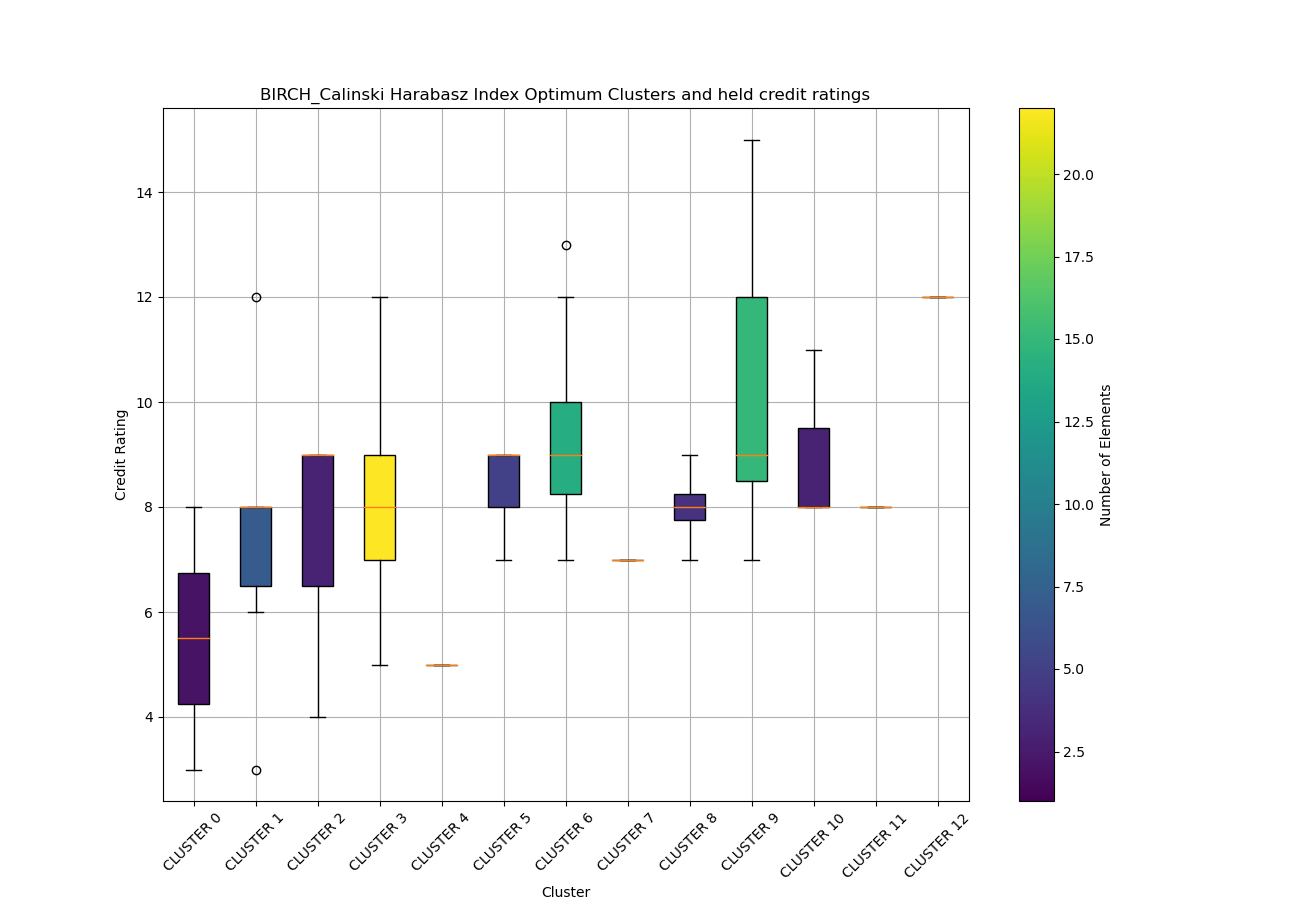 BIRCH_Calinski Harabasz Index Optimum Clusters and held credit ratings
14
12
10
8
6
4
Credit Rating
CLUSTER 0
CLUSTER 1
CLUSTER 2
CLUSTER 3
CLUSTER 4
CLUSTER 5
CLUSTER 6
CLUSTER 7
CLUSTER 8
CLUSTER 9
CLUSTER 10
CLUSTER 11
CLUSTER 12
Cluster
20.0
17.5
15.0
12.5
10.0
7.5
5.0
2.5
Number of Elements